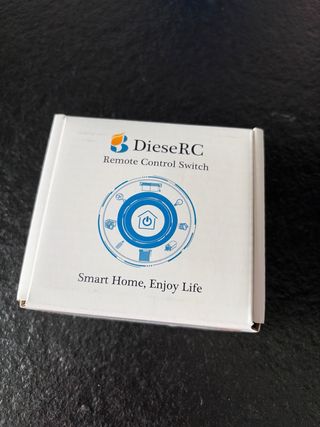 DieseRC
Remote Control Switch
Smart Home, Enjoy Life